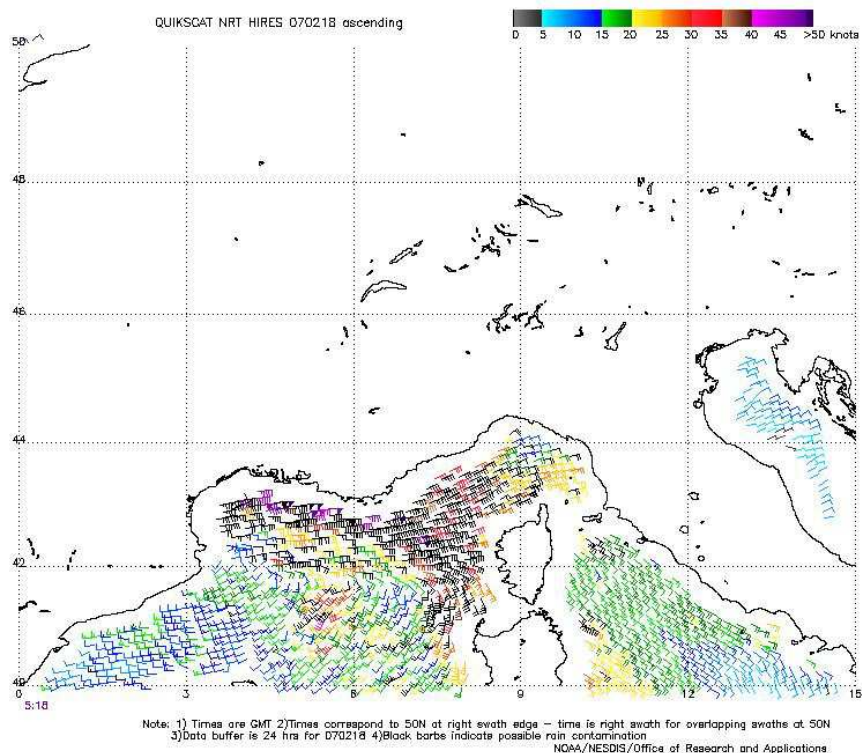 QUIKSCAT NRT HIRES 070218 ascending
0 5 10 15 20 25 30 35 40 45 >50 knots
50
48
46
44
42
40
0 3 6 9 12 15
5:18
Note: 1) Times are GMT 2)Times correspond to 50N at right swath edge - time is right swath for overlapping swaths at 50N
3)Data buffer is 24 hrs for 070218 4)Black barbs indicate possible rain contamination
NOAA/NESDIS/Office of Research and Applications